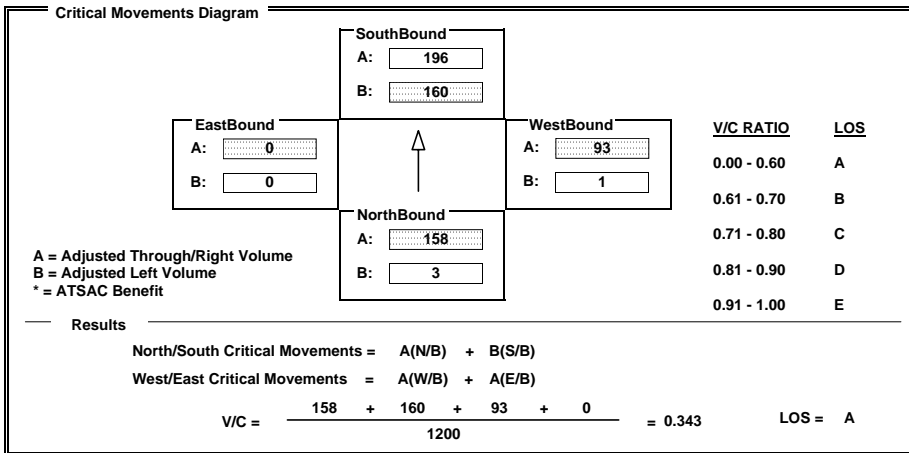 Critical Movements Diagram
SouthBound
A: 196
B: 160
EastBound
A: 0
B: 0
WestBound
A: 93
B: 1
NorthBound
A: 158
B: 3
V/C RATIO LOS
0.00 - 0.60 A
0.61 - 0.70 B
0.71 - 0.80 C
0.81 - 0.90 D
0.91 - 1.00 E
A = Adjusted Through/Right Volume
B = Adjusted Left Volume
* = ATSAC Benefit
Results
North/South Critical Movements = A(N/B) + B(S/B)
West/East Critical Movements = A(W/B) + A(E/B)
V/C = 158 + 160 + 93 + 0 = 0.343 LOS = A
1200